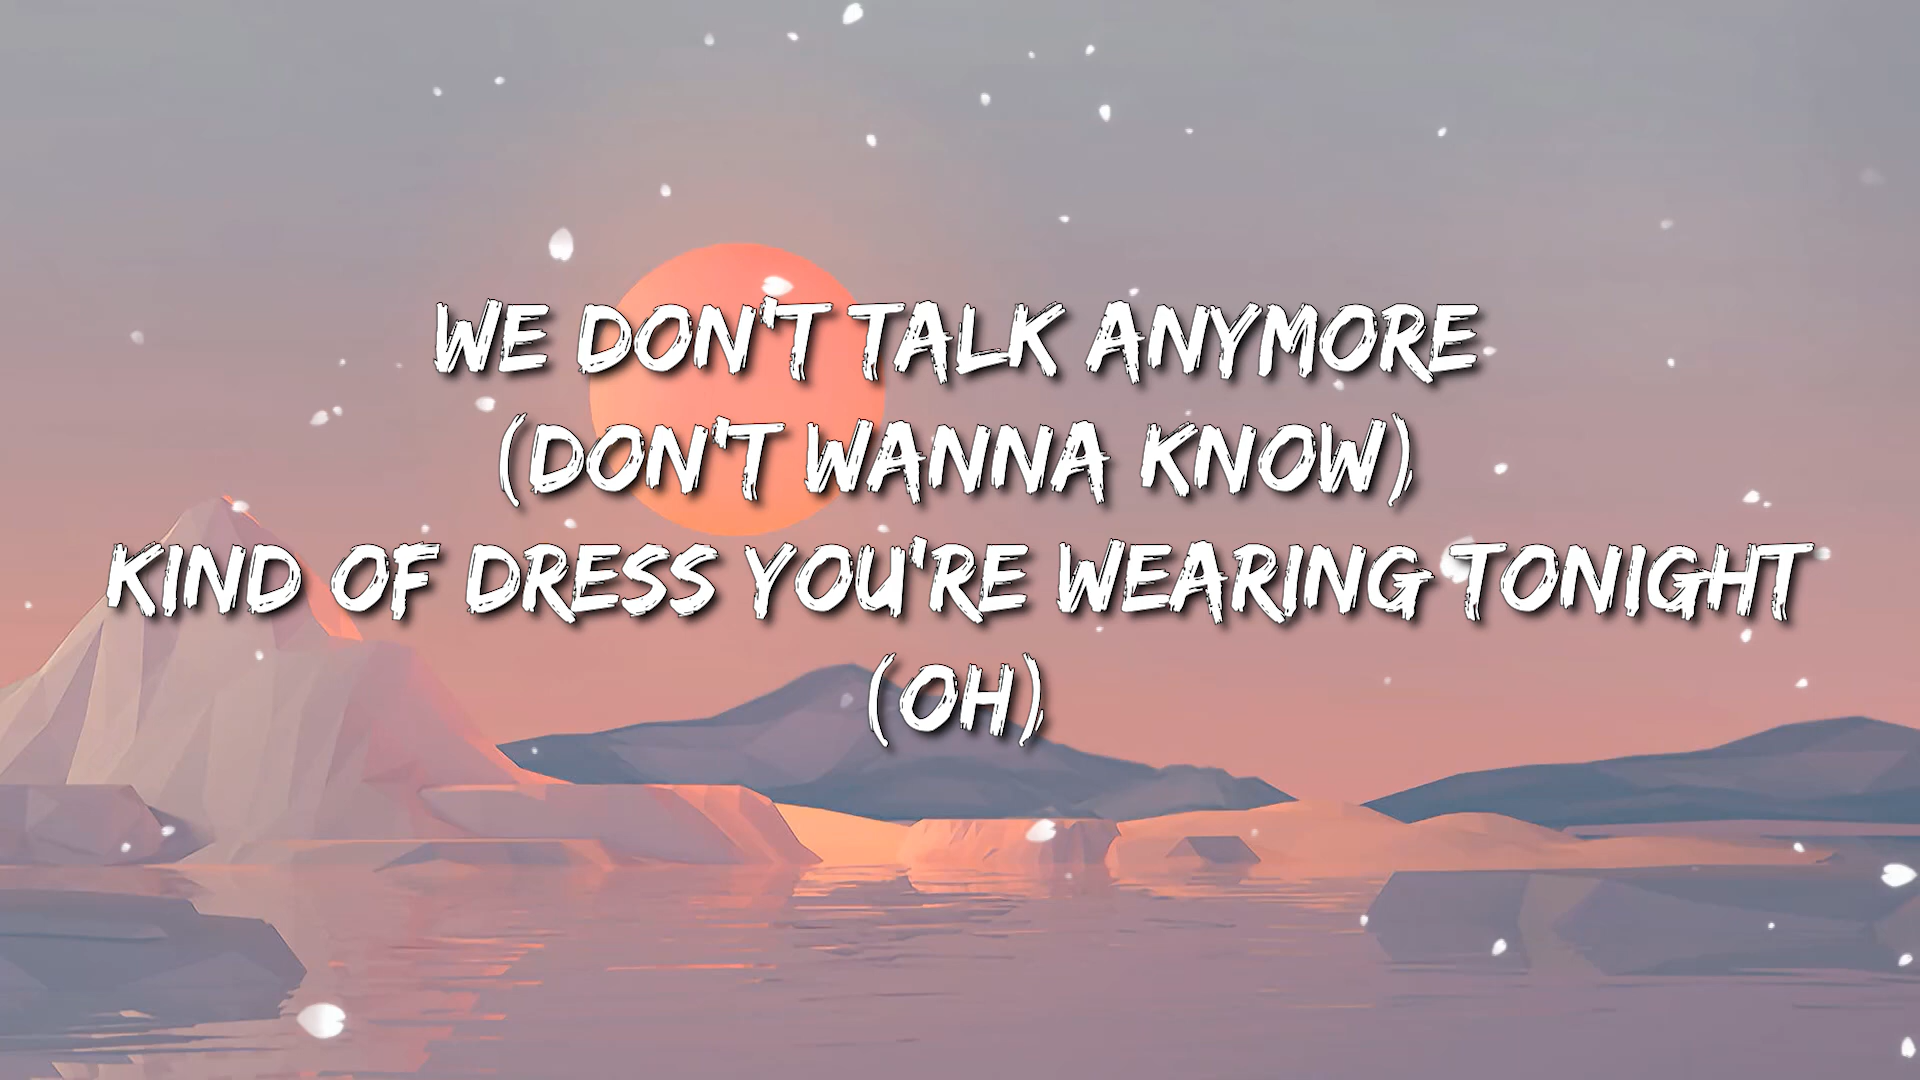 WE DON'T TALK ANYMORE
(DON'T WANNA KNOW)
KIND OF DRESS YOU'RE WEARING TONIGHT
(OH)